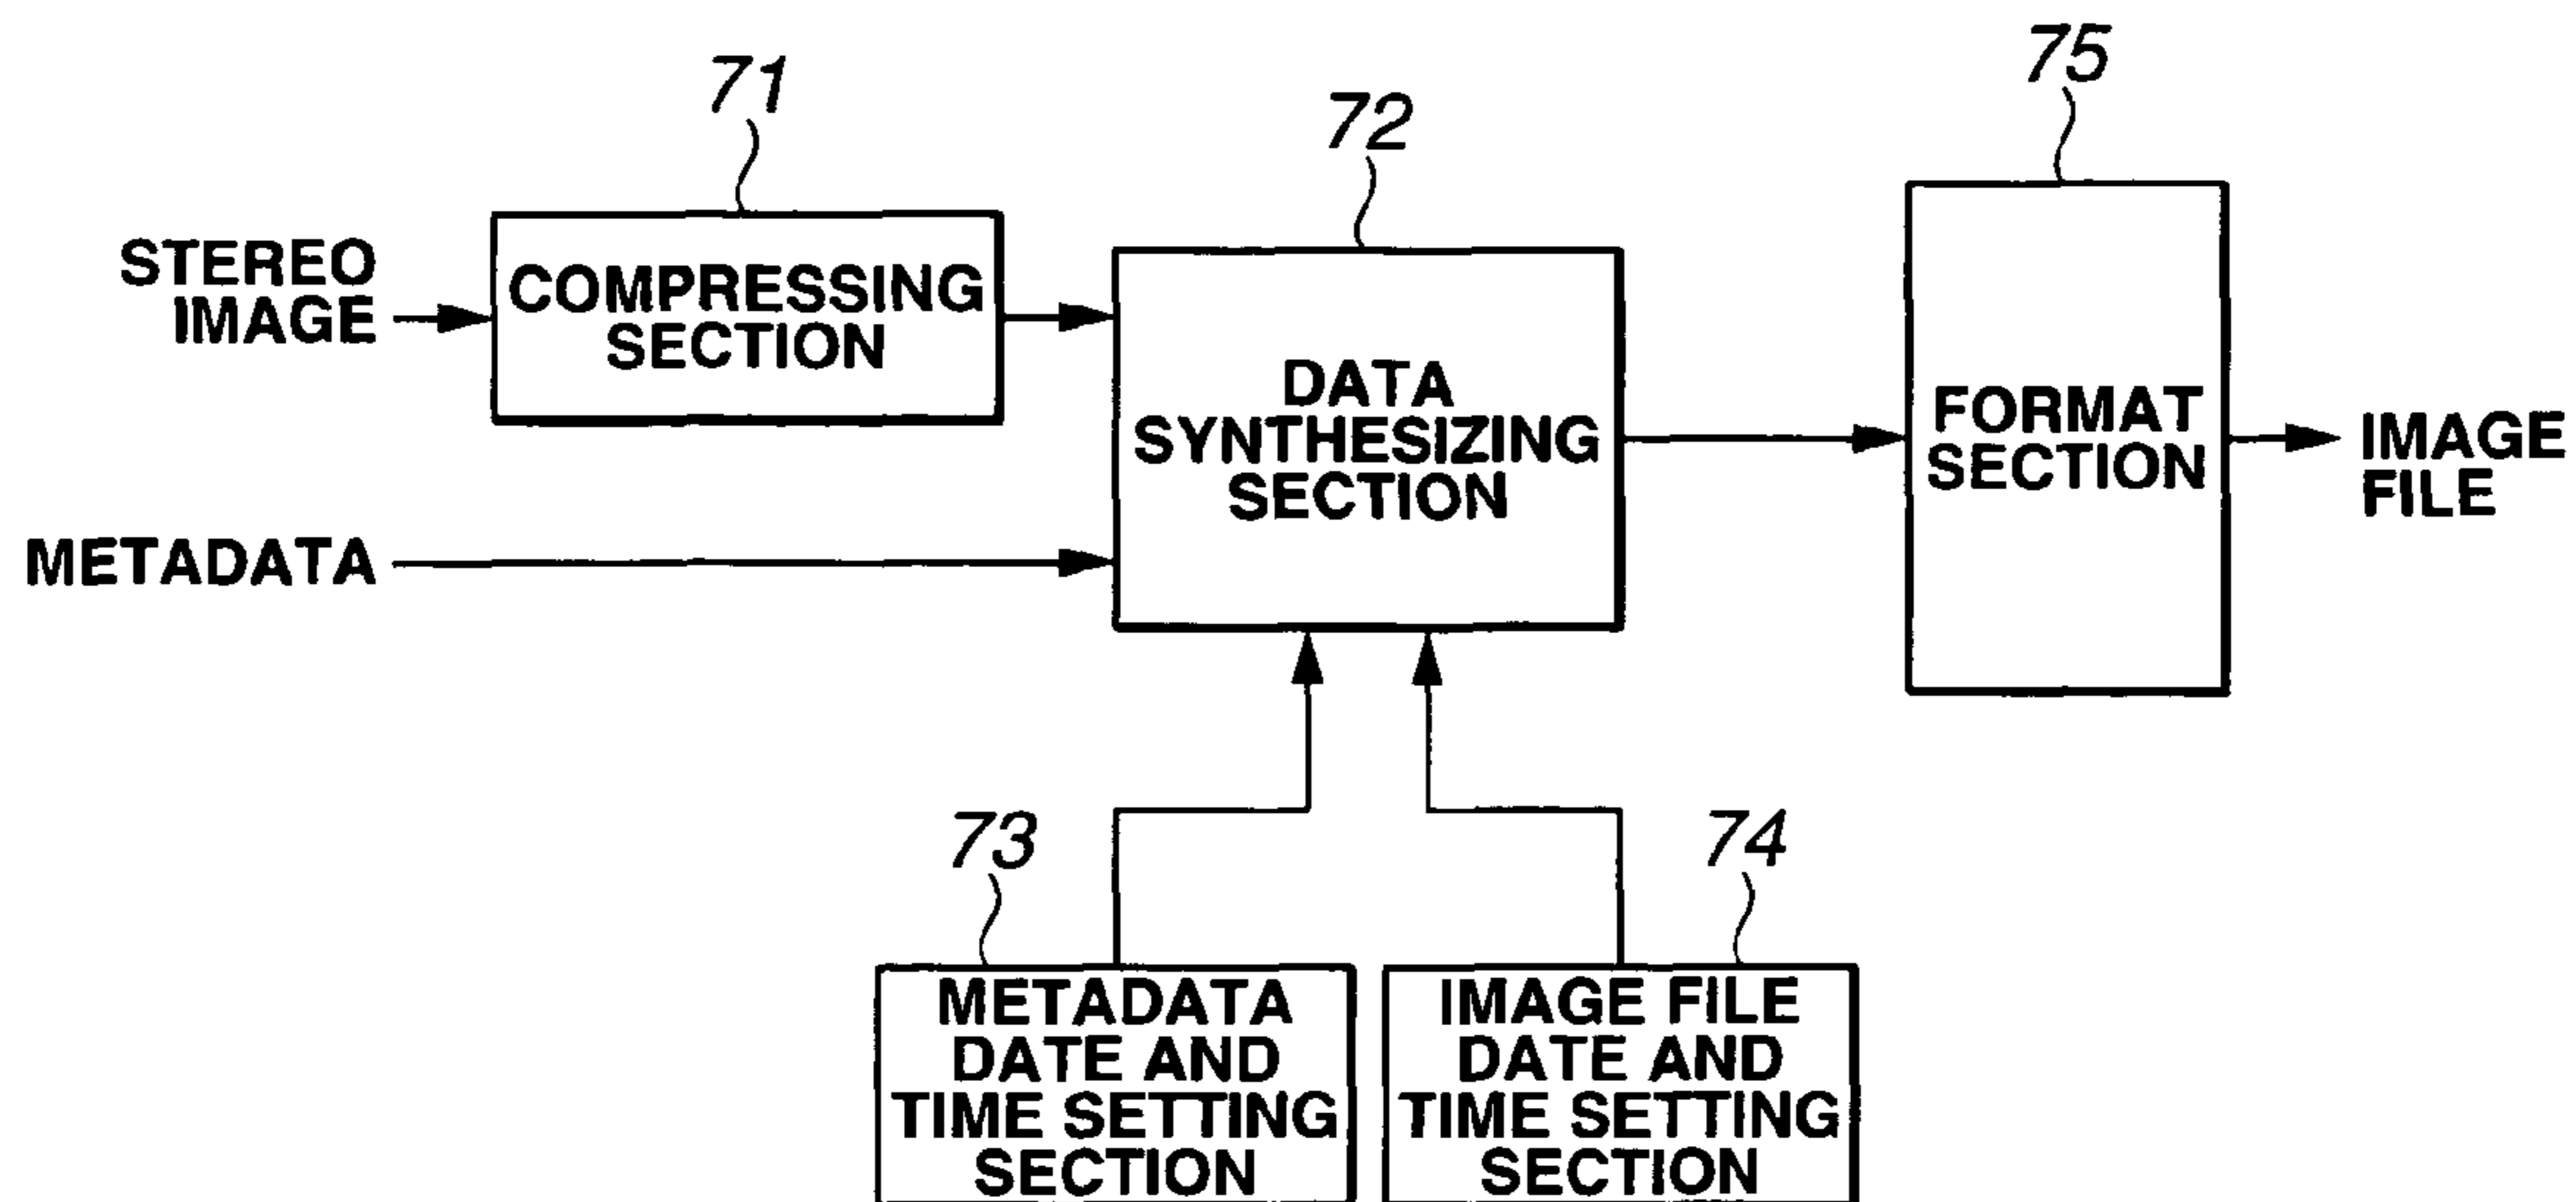 71
72
75
STEREO
IMAGE
COMPRESSING
SECTION
DATA
SYNTHESIZING
SECTION
FORMAT
SECTION
IMAGE
FILE
METADATA
73
74
METADATA
DATE AND
TIME SETTING
SECTION
IMAGE FILE
DATE AND
TIME SETTING
SECTION